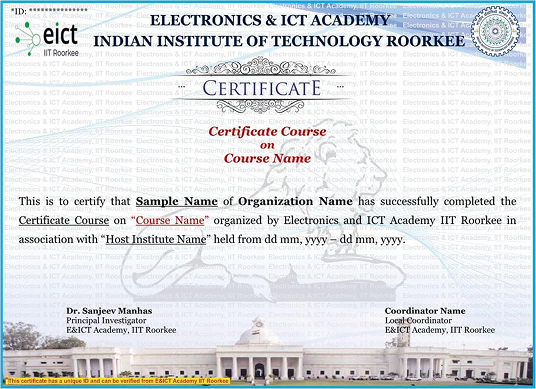 *ID: **************
ELECTRONICS & ICT ACADEMY
INDIAN INSTITUTE OF TECHNOLOGY ROORKEE
eict
IIT Roorkee
CERTIFICATE
Certificate Course
on
Course Name
This is to certify that Sample Name of Organization Name has successfully completed the
Certificate Course on “Course Name” organized by Electronics and ICT Academy IIT Roorkee in
association with “Host Institute Name” held from dd mm, yyyy – dd mm, yyyy.
Dr. Sanjeev Manhas
Principal Investigator
E&ICT Academy, IIT Roorkee
Coordinator Name
Local Coordinator
E&ICT Academy, IIT Roorkee
*This certificate has a unique ID and can be verified from E&ICT Academy IIT Roorkee